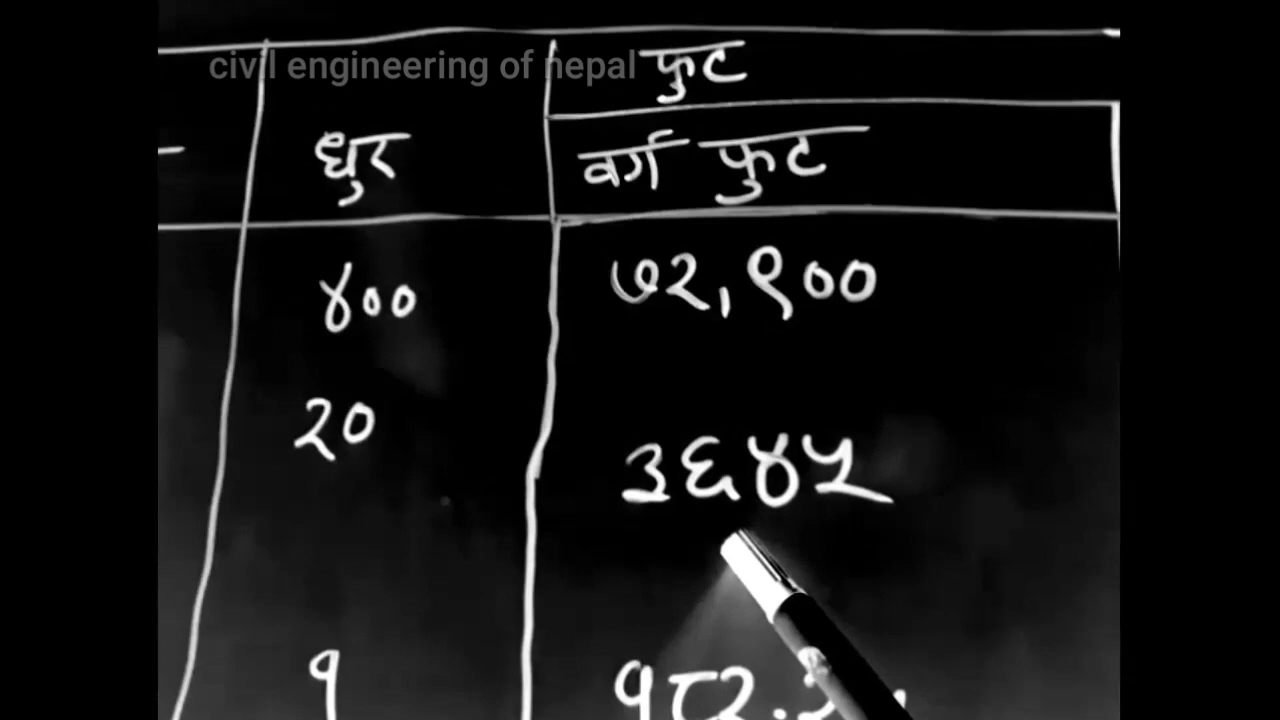 civil engineering of nepal
फुट
धुर वर्ग फुट
४०० ७२,९००
२० ३६४५
१